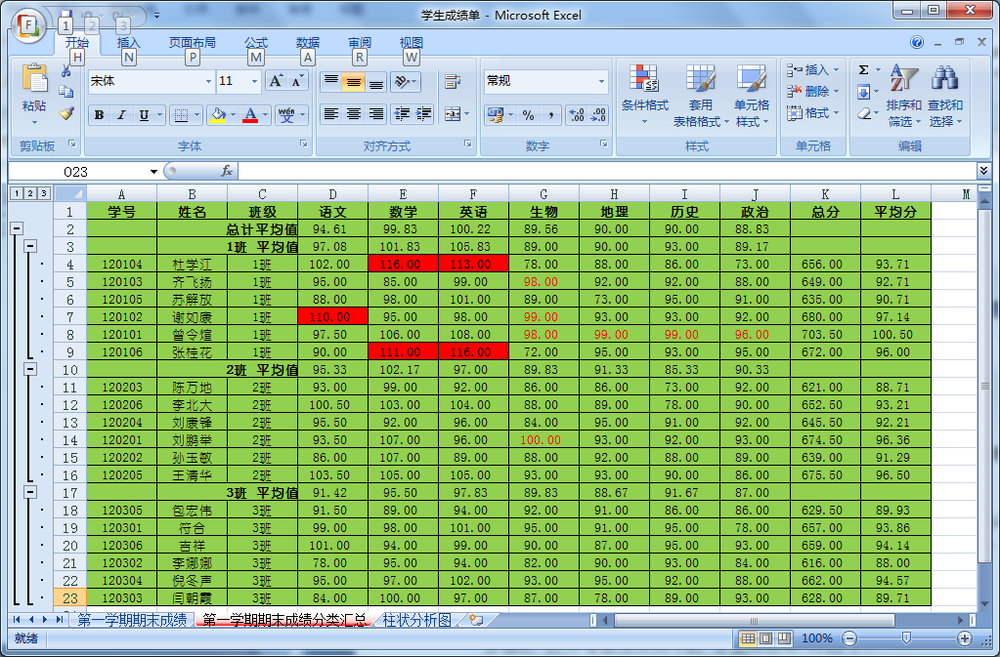 学生成绩单 - Microsoft Excel
F 1 2 3
开始 插入 页面布局 公式 数据 审阅 视图
H N P M A R W
粘贴
宋体 11
常规
条件格式 套用 表格格式 单元格 样式
插入
删除
格式
Σ
排序和 筛选 查找和 选择
B I U A wén 文 % ,
剪贴板 字体 对齐方式 数字 样式 单元格 编辑
O23 fx
1 2 3 A B C D E F G H I J K L M
1 学号 姓名 班级 语文 数学 英语 生物 地理 历史 政治 总分 平均分
2 总计平均值 94.61 99.83 100.22 89.56 90.00 90.00 88.83
3 1班 平均值 97.08 101.83 105.83 89.00 90.00 93.00 89.17
4 120104 杜学江 1班 102.00 116.00 113.00 78.00 88.00 86.00 73.00 656.00 93.71
5 120103 齐飞扬 1班 95.00 85.00 99.00 98.00 92.00 92.00 88.00 649.00 92.71
6 120105 苏解放 1班 88.00 98.00 101.00 89.00 73.00 95.00 91.00 635.00 90.71
7 120102 谢如康 1班 110.00 95.00 98.00 99.00 93.00 93.00 92.00 680.00 97.14
8 120101 曾令煊 1班 97.50 106.00 108.00 98.00 99.00 99.00 96.00 703.50 100.50
9 120106 张桂花 1班 90.00 111.00 116.00 72.00 95.00 93.00 95.00 672.00 96.00
10 2班 平均值 95.33 102.17 97.00 89.83 91.33 85.33 90.33
11 120203 陈万地 2班 93.00 99.00 92.00 86.00 86.00 73.00 92.00 621.00 88.71
12 120206 李北大 2班 100.50 103.00 104.00 88.00 89.00 78.00 90.00 652.50 93.21
13 120204 刘康锋 2班 95.50 92.00 96.00 84.00 95.00 91.00 92.00 645.50 92.21
14 120201 刘鹏举 2班 93.50 107.00 96.00 100.00 93.00 92.00 93.00 674.50 96.36
15 120202 孙玉敏 2班 86.00 107.00 89.00 88.00 92.00 88.00 89.00 639.00 91.29
16 120205 王清华 2班 103.50 105.00 105.00 93.00 93.00 90.00 86.00 675.50 96.50
17 3班 平均值 91.42 95.50 97.83 89.83 88.67 91.67 87.00
18 120305 包宏伟 3班 91.50 89.00 94.00 92.00 91.00 86.00 86.00 629.50 89.93
19 120301 符合 3班 99.00 98.00 101.00 95.00 91.00 95.00 78.00 657.00 93.86
20 120306 吉祥 3班 101.00 94.00 99.00 90.00 87.00 95.00 93.00 659.00 94.14
21 120302 李娜娜 3班 78.00 95.00 94.00 82.00 90.00 93.00 84.00 616.00 88.00
22 120304 倪冬声 3班 95.00 97.00 102.00 93.00 95.00 92.00 88.00 662.00 94.57
23 120303 闫朝霞 3班 84.00 100.00 97.00 87.00 78.00 89.00 93.00 628.00 89.71
第一学期期末成绩 第一学期期末成绩分类汇总 柱状分析图
就绪 100%